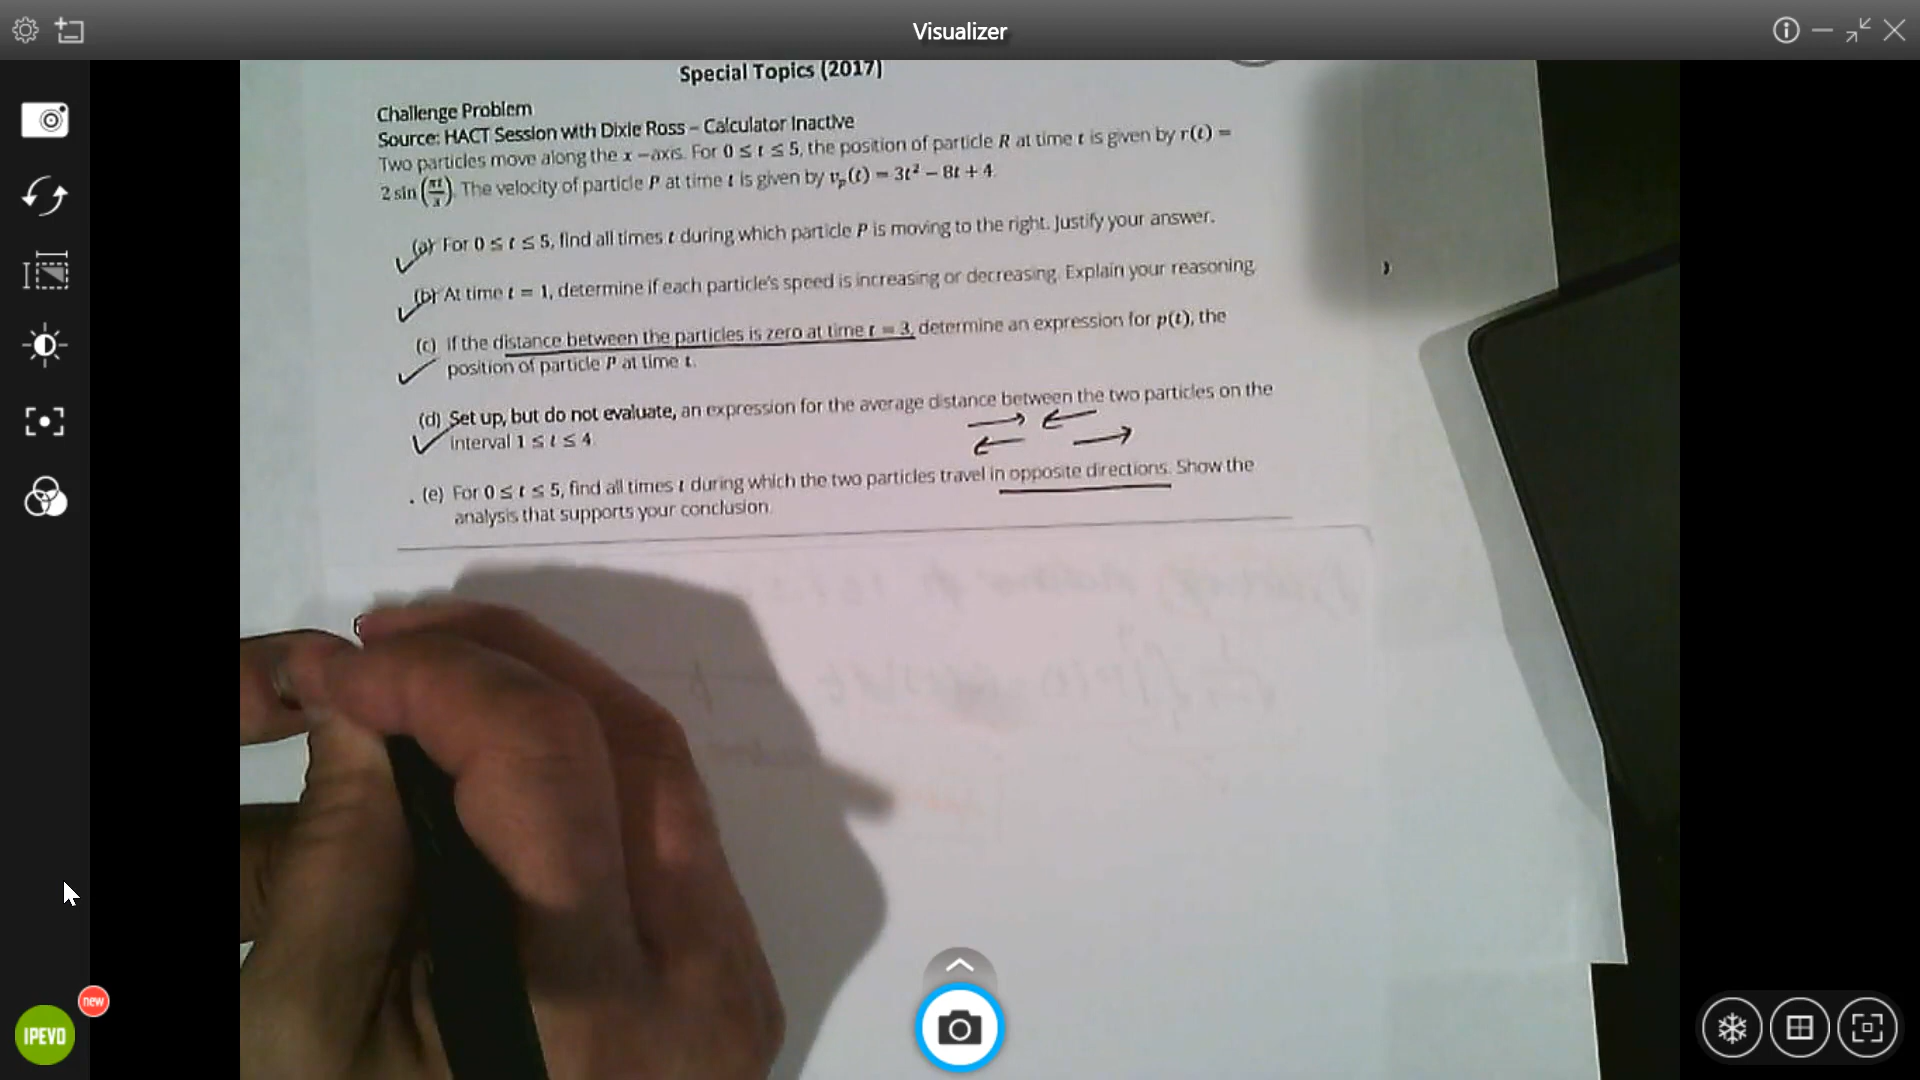 Visualizer
Special Topics (2017)
Challenge Problem
Source: HACT Session with Dixie Ross – Calculator Inactive
Two particles move along the x –axis. For 0 ≤ t ≤ 5, the position of particle R at time t is given by r(t) =
2 sin (πt/3). The velocity of particle P at time t is given by vₚ(t) = 3t² – 8t + 4.
(a) For 0 ≤ t ≤ 5, find all times t during which particle P is moving to the right. Justify your answer.
(b) At time t = 1, determine if each particle's speed is increasing or decreasing. Explain your reasoning.
(c) If the distance between the particles is zero at time t = 3, determine an expression for p(t), the
position of particle P at time t.
(d) Set up, but do not evaluate, an expression for the average distance between the two particles on the
interval 1 ≤ t ≤ 4
(e) For 0 ≤ t ≤ 5, find all times t during which the two particles travel in opposite directions. Show the
analysis that supports your conclusion.
new
IPEVO